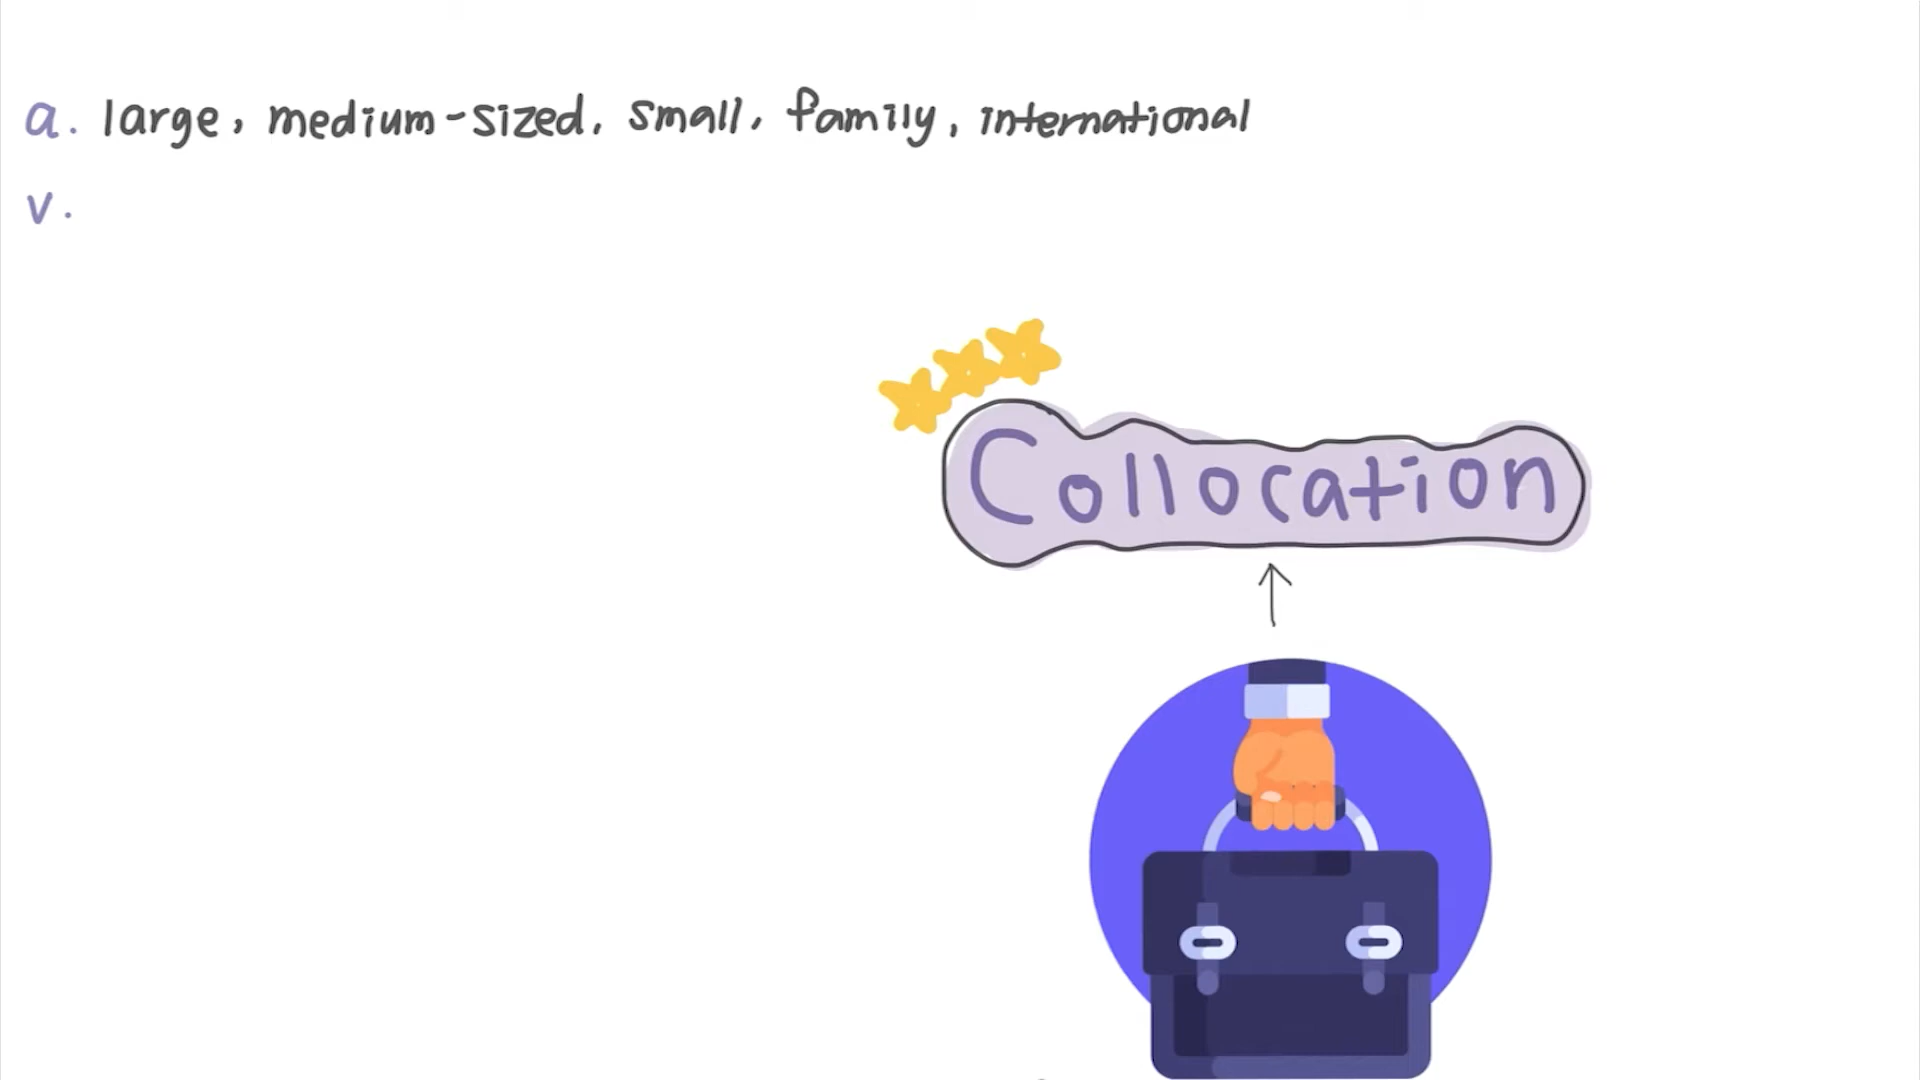 a. large, medium-sized, small, family, international
v.
Collocation